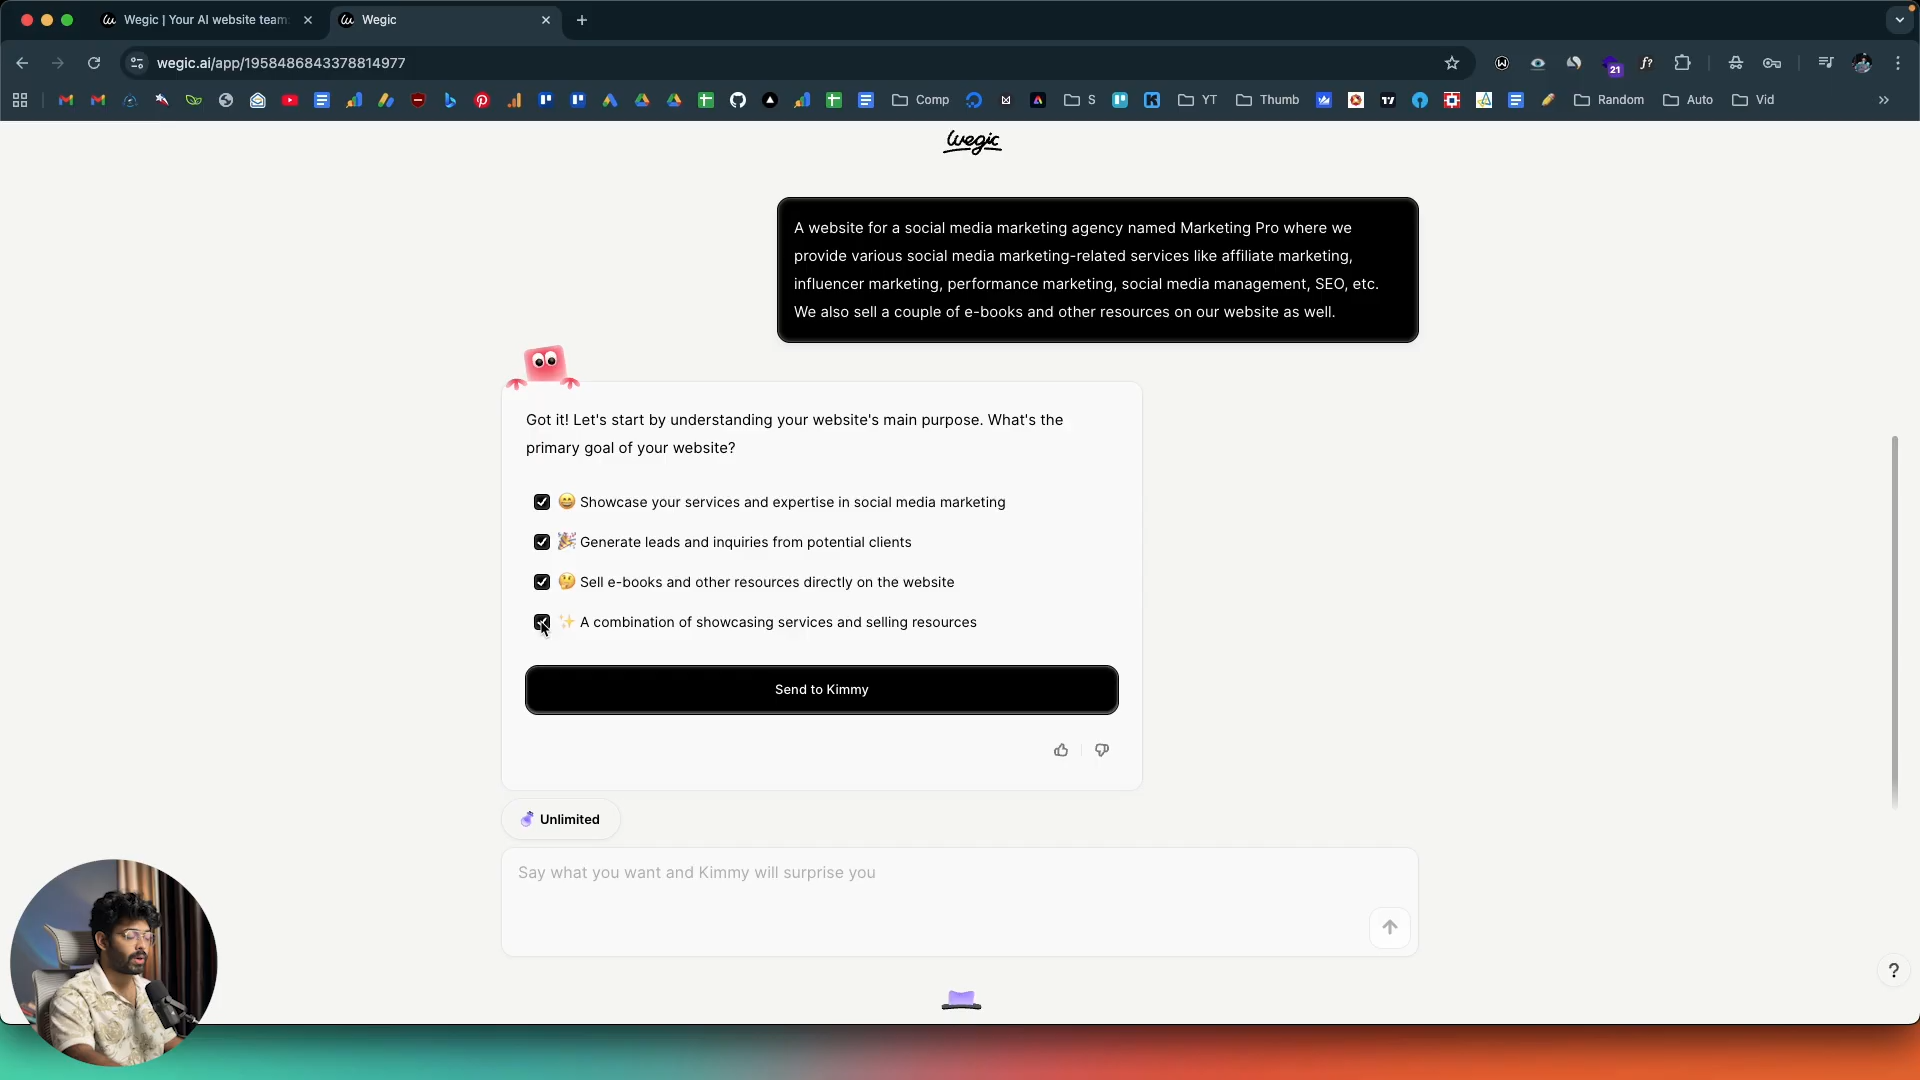 Wegic | Your AI website team
Wegic
wegic.ai/app/1958486843378814977
21
f?
Comp
S
YT
Thumb
Random
Auto
Vid
Wegic
A website for a social media marketing agency named Marketing Pro where we
provide various social media marketing-related services like affiliate marketing,
influencer marketing, performance marketing, social media management, SEO, etc.
We also sell a couple of e-books and other resources on our website as well.
Got it! Let's start by understanding your website's main purpose. What's the
primary goal of your website?
😄 Showcase your services and expertise in social media marketing
🎉 Generate leads and inquiries from potential clients
🤔 Sell e-books and other resources directly on the website
✨ A combination of showcasing services and selling resources
Send to Kimmy
Unlimited
Say what you want and Kimmy will surprise you
?